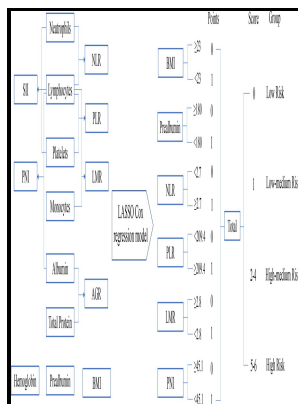 Points
Score
Group
Neutrophils
NLR
SII
Lymphocytes
PLR
Platelets
PNI
LMR
Monocytes
Albumin
AGR
Total Protein
Hemoglobin
Prealbumin
BMI
LASSO Cox
regression model
BMI
≥23 0
<23 1
Prealbumin
≥180 0
<180 1
NLR
<2.7 0
≥2.7 1
PLR
<209.4 0
≥209.4 1
LMR
≥2.8 0
<2.8 1
PNI
≥45.1 0
<45.1 1
Total
0 Low Risk
1 Low-medium Ris
2-4 High-medium Ris
5-6 High Risk